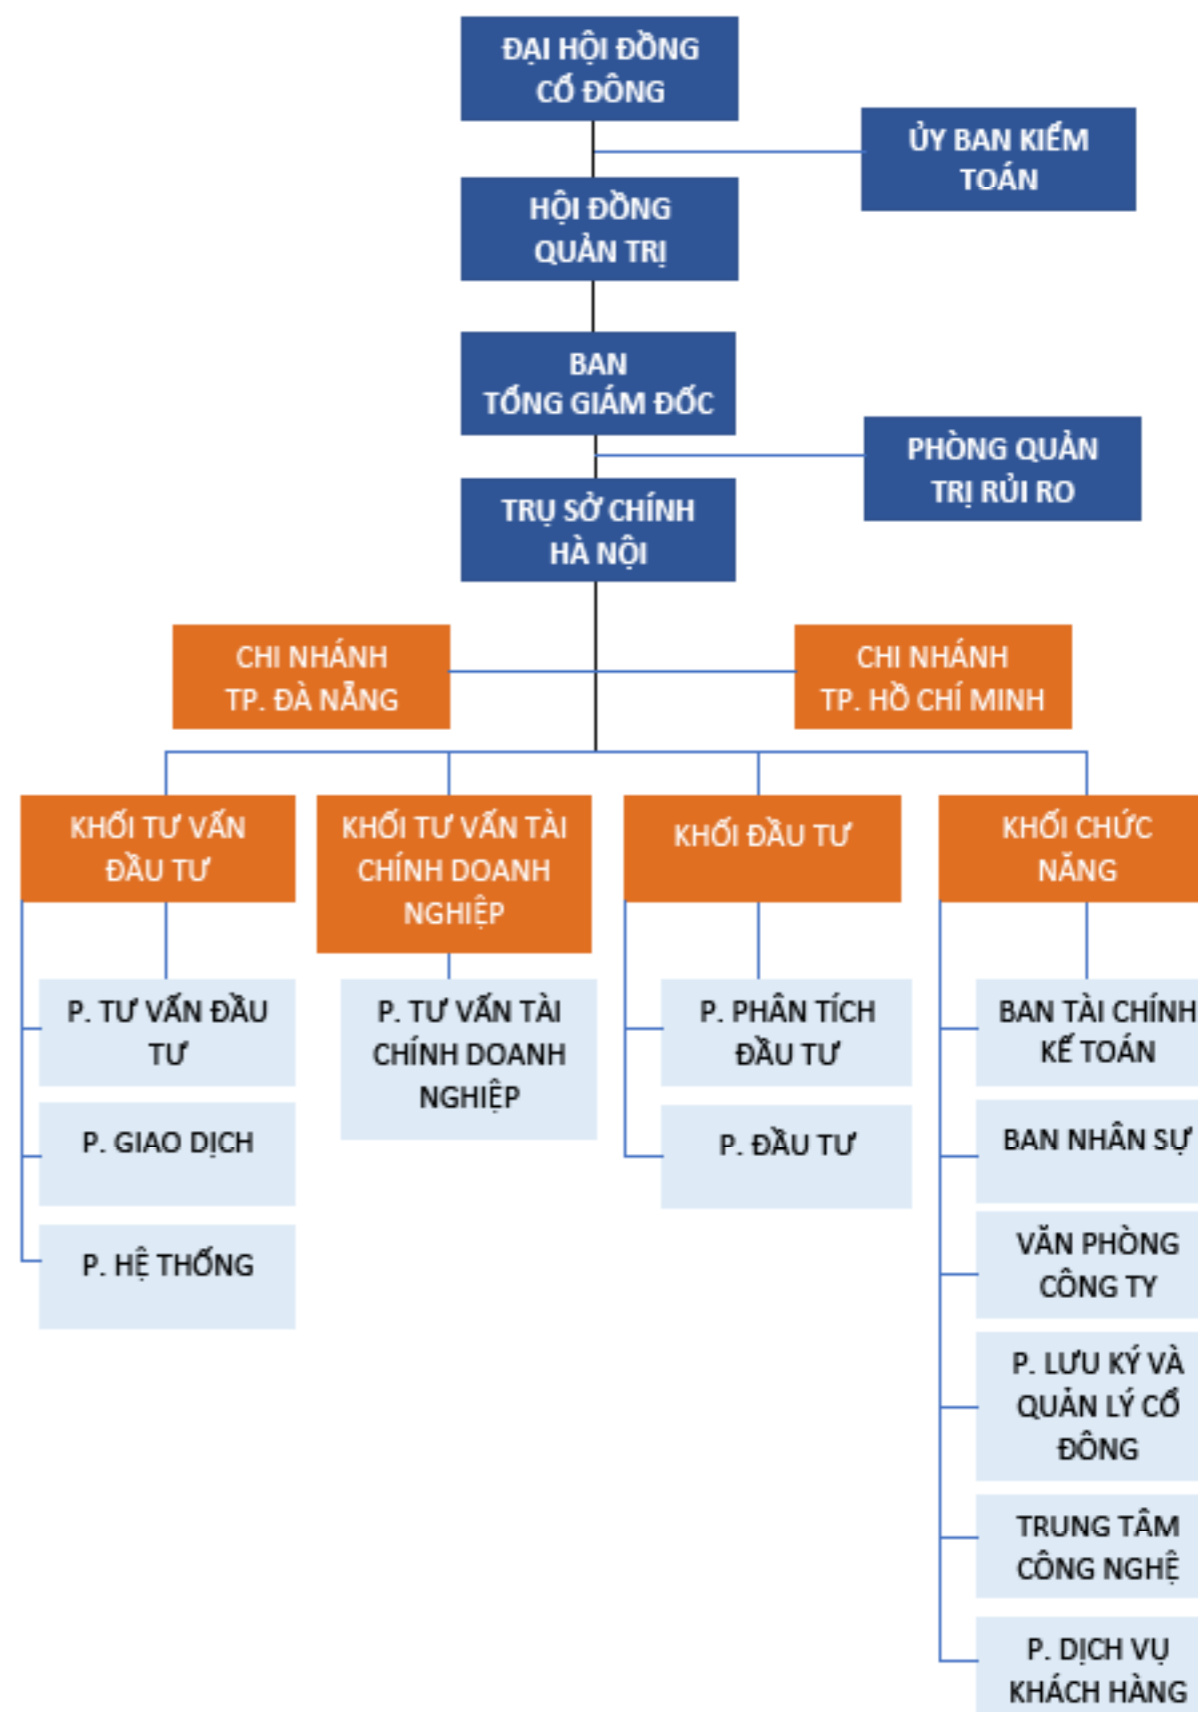 ĐẠI HỘI ĐỒNG
CỔ ĐÔNG
ỦY BAN KIỂM
TOÁN
HỘI ĐỒNG
QUẢN TRỊ
BAN
TỔNG GIÁM ĐỐC
PHÒNG QUẢN
TRỊ RỦI RO
TRỤ SỞ CHÍNH
HÀ NỘI
CHI NHÁNH
TP. ĐÀ NẴNG
CHI NHÁNH
TP. HỒ CHÍ MINH
KHỐI TƯ VẤN
ĐẦU TƯ
KHỐI TƯ VẤN TÀI
CHÍNH DOANH
NGHIỆP
KHỐI ĐẦU TƯ
KHỐI CHỨC
NĂNG
P. TƯ VẤN ĐẦU
TƯ
P. GIAO DỊCH
P. HỆ THỐNG
P. TƯ VẤN TÀI
CHÍNH DOANH
NGHIỆP
P. PHÂN TÍCH
ĐẦU TƯ
P. ĐẦU TƯ
BAN TÀI CHÍNH
KẾ TOÁN
BAN NHÂN SỰ
VĂN PHÒNG
CÔNG TY
P. LƯU KÝ VÀ
QUẢN LÝ CỔ
ĐÔNG
TRUNG TÂM
CÔNG NGHỆ
P. DỊCH VỤ
KHÁCH HÀNG